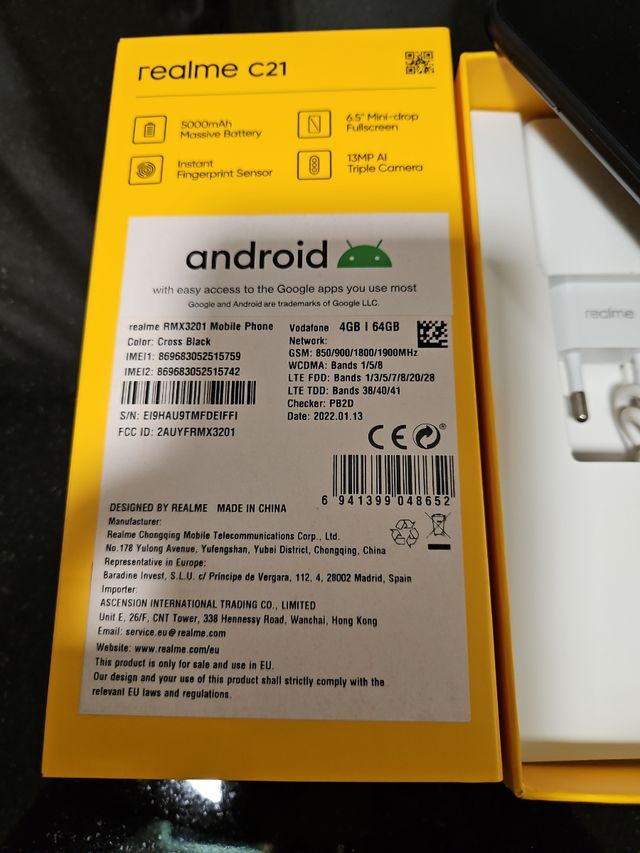 realme C21
5000mAh
Massive Battery
6.5" Mini-drop
Fullscreen
Instant
Fingerprint Sensor
13MP AI
Triple Camera
android
with easy access to the Google apps you use most
Google and Android are trademarks of Google LLC.
realme RMX3201 Mobile Phone
Color: Cross Black
IMEI1: 869683052515759
IMEI2: 869683052515742
S/N: EI9HAU9TMFDEIFFI
FCC ID: 2AUYFRMX3201
Vodafone 4GB | 64GB
Network:
GSM: 850/900/1800/1900MHz
WCDMA: Bands 1/5/8
LTE FDD: Bands 1/3/5/7/8/20/28
LTE TDD: Bands 38/40/41
Checker: PB2D
Date: 2022.01.13
CE
6 941399 048652
DESIGNED BY REALME MADE IN CHINA
Manufacturer:
Realme Chongqing Mobile Telecommunications Corp., Ltd.
No.178 Yulong Avenue, Yufengshan, Yubei District, Chongqing, China
Representative in Europe:
Baradine Invest, S.L.U. c/ Príncipe de Vergara, 112, 4, 28002 Madrid, Spain
Importer:
ASCENSION INTERNATIONAL TRADING CO., LIMITED
Unit E, 26/F, CNT Tower, 338 Hennessy Road, Wanchai, Hong Kong
Email: service.eu@realme.com
Website: www.realme.com/eu
This product is only for sale and use in EU.
Our design and your use of this product shall strictly comply with the
relevant EU laws and regulations.
realme